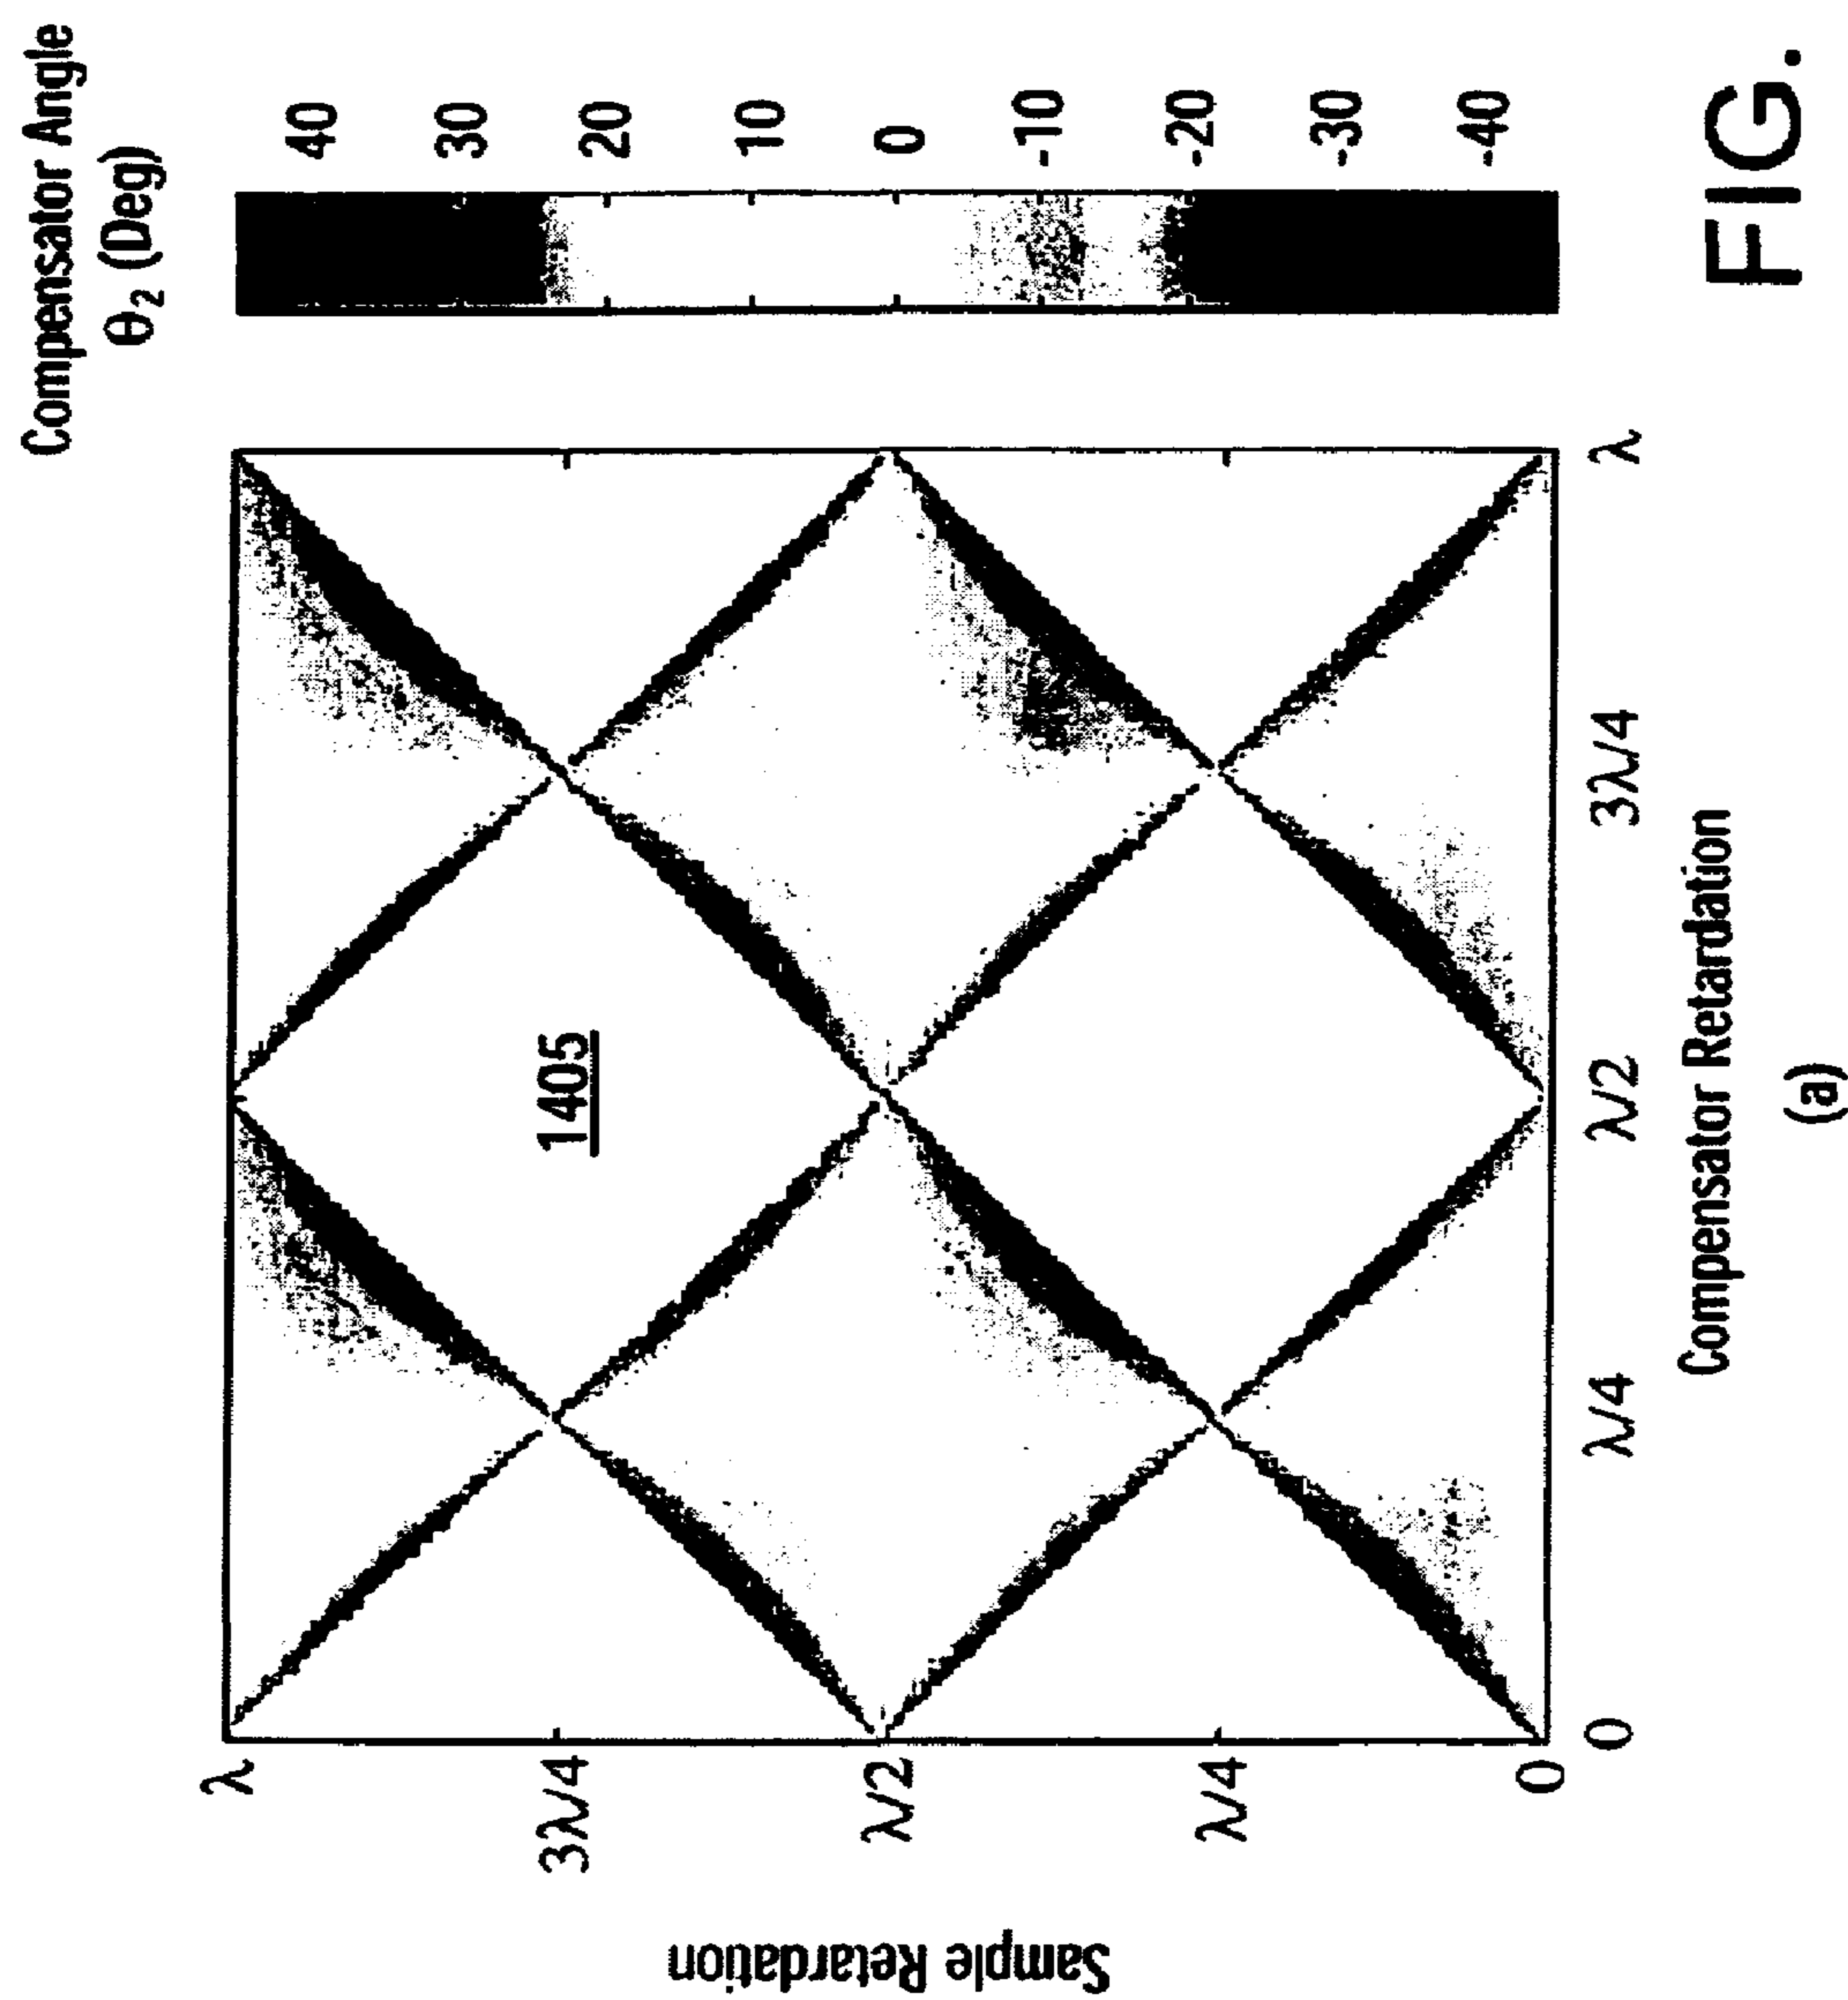 Compensator Angle
θ₂ (Deg)
40
30
20
10
0
-10
-20
-30
-40
Sample Retardation
λ
3λ/4
λ/2
λ/4
0
1405
0
λ/4
λ/2
3λ/4
λ
Compensator Retardation
(a)
FIG.